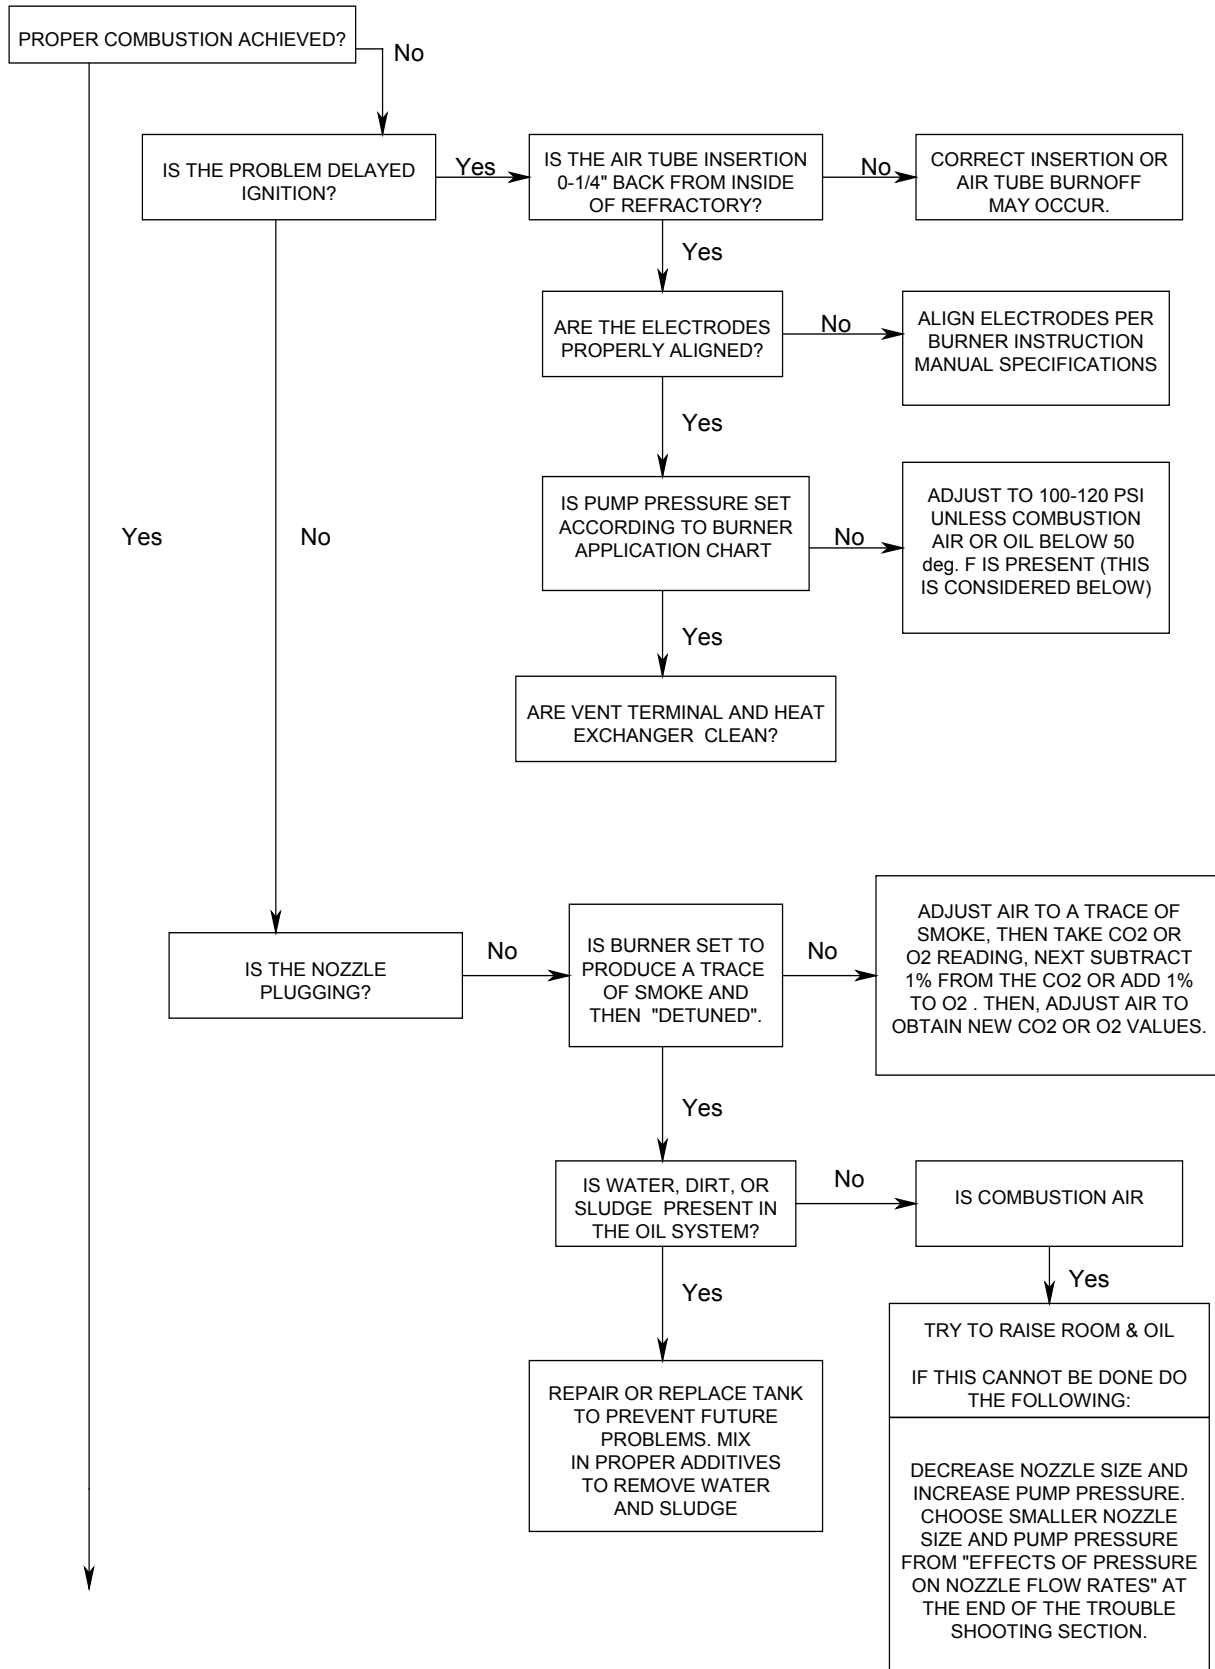 PROPER COMBUSTION ACHIEVED?
No
IS THE PROBLEM DELAYED
IGNITION?
Yes
IS THE AIR TUBE INSERTION
0-1/4" BACK FROM INSIDE
OF REFRACTORY?
No
CORRECT INSERTION OR
AIR TUBE BURNOFF
MAY OCCUR.
Yes
ARE THE ELECTRODES
PROPERLY ALIGNED?
No
ALIGN ELECTRODES PER
BURNER INSTRUCTION
MANUAL SPECIFICATIONS
Yes
IS PUMP PRESSURE SET
ACCORDING TO BURNER
APPLICATION CHART
No
ADJUST TO 100-120 PSI
UNLESS COMBUSTION
AIR OR OIL BELOW 50
deg. F IS PRESENT (THIS
IS CONSIDERED BELOW)
Yes
No
Yes
ARE VENT TERMINAL AND HEAT
EXCHANGER CLEAN?
IS THE NOZZLE
PLUGGING?
No
IS BURNER SET TO
PRODUCE A TRACE
OF SMOKE AND
THEN "DETUNED".
No
ADJUST AIR TO A TRACE OF
SMOKE, THEN TAKE CO2 OR
O2 READING, NEXT SUBTRACT
1% FROM THE CO2 OR ADD 1%
TO O2 . THEN, ADJUST AIR TO
OBTAIN NEW CO2 OR O2 VALUES.
Yes
IS WATER, DIRT, OR
SLUDGE PRESENT IN
THE OIL SYSTEM?
No
IS COMBUSTION AIR
Yes
Yes
REPAIR OR REPLACE TANK
TO PREVENT FUTURE
PROBLEMS. MIX
IN PROPER ADDITIVES
TO REMOVE WATER
AND SLUDGE
TRY TO RAISE ROOM & OIL
IF THIS CANNOT BE DONE DO
THE FOLLOWING:
DECREASE NOZZLE SIZE AND
INCREASE PUMP PRESSURE.
CHOOSE SMALLER NOZZLE
SIZE AND PUMP PRESSURE
FROM "EFFECTS OF PRESSURE
ON NOZZLE FLOW RATES" AT
THE END OF THE TROUBLE
SHOOTING SECTION.